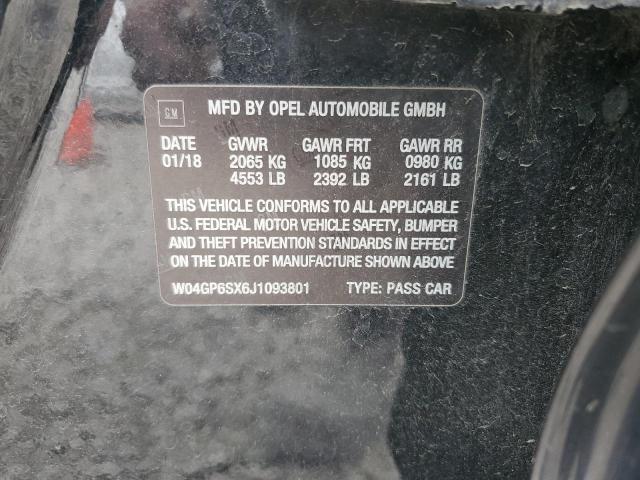 GM
MFD BY OPEL AUTOMOBILE GMBH
DATE GVWR GAWR FRT GAWR RR
01/18 2065 KG 1085 KG 0980 KG
4553 LB 2392 LB 2161 LB
THIS VEHICLE CONFORMS TO ALL APPLICABLE
U.S. FEDERAL MOTOR VEHICLE SAFETY, BUMPER
AND THEFT PREVENTION STANDARDS IN EFFECT
ON THE DATE OF MANUFACTURE SHOWN ABOVE
W04GP6SX6J1093801 TYPE: PASS CAR